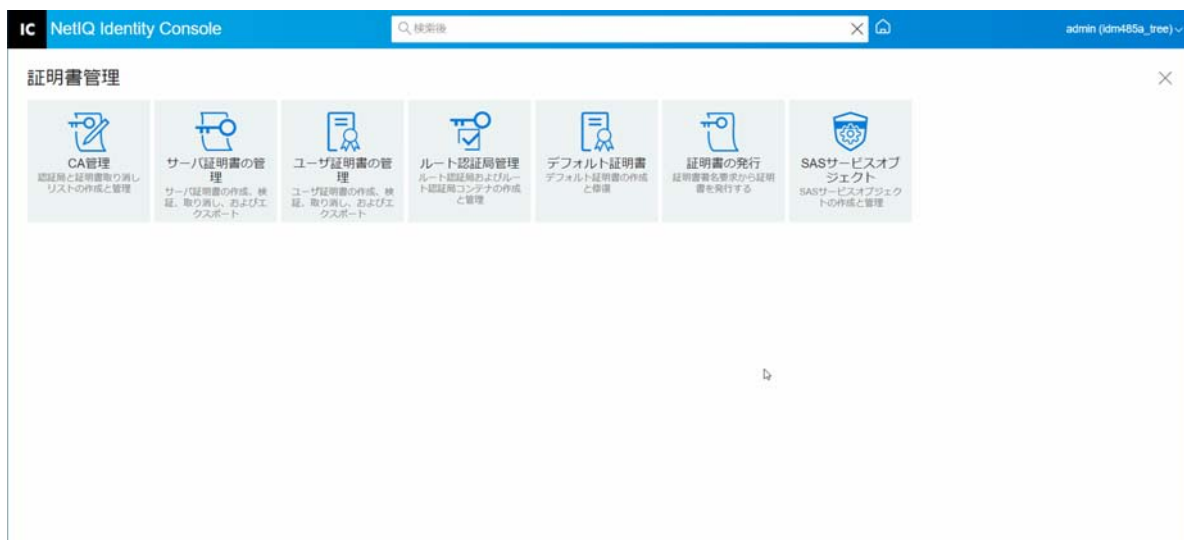 IC NetIQ Identity Console
検索後
admin (idm485a_tree)
証明書管理
CA管理
認証局と証明書取り消し
リストの作成と管理
サーバ証明書の管
理
サーバ証明書の作成、検
証、取り消し、およびエ
クスポート
ユーザ証明書の管
理
ユーザ証明書の作成、検
証、取り消し、およびエ
クスポート
ルート認証局管理
ルート認証局およびルー
ト認証局コンテナの作成
と管理
デフォルト証明書
デフォルト証明書の作成
と修復
証明書の発行
証明書署名要求から証明
書を発行する
SASサービスオブ
ジェクト
SASサービスオブジェク
トの作成と管理